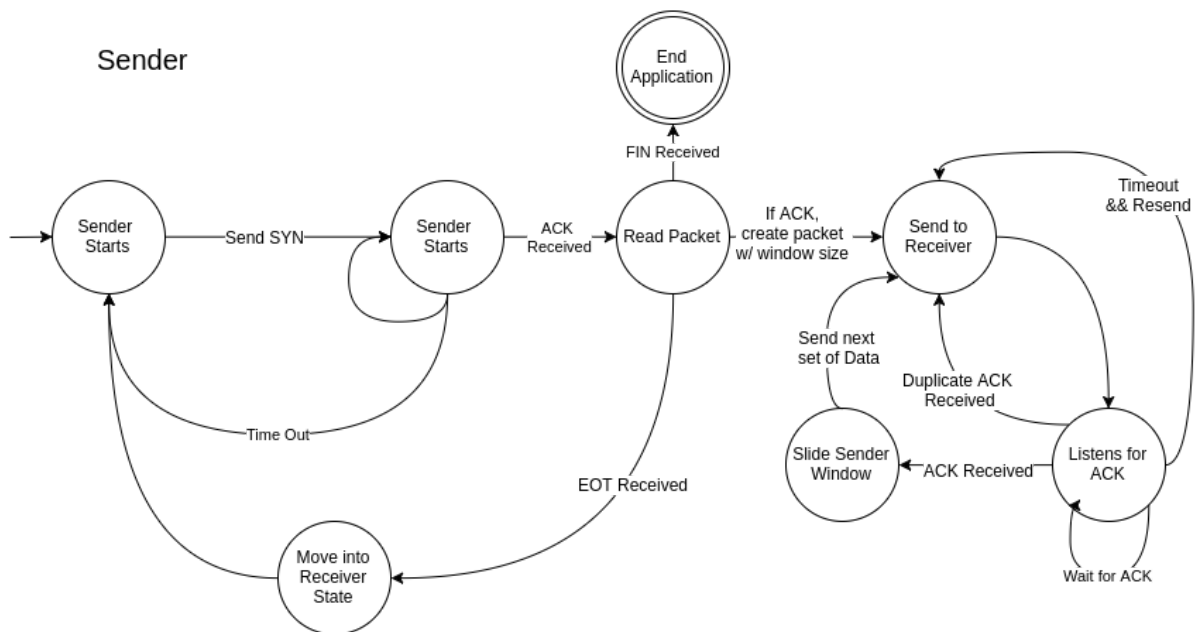 Sender
End
Application
FIN Received
Sender
Starts
Send SYN
Sender
Starts
ACK
Received
Read Packet
If ACK,
create packet
w/ window size
Send to
Receiver
Timeout
&& Resend
Send next
set of Data
Duplicate ACK
Received
Time Out
Slide Sender
Window
ACK Received
Listens for
ACK
EOT Received
Move into
Receiver
State
Wait for ACK